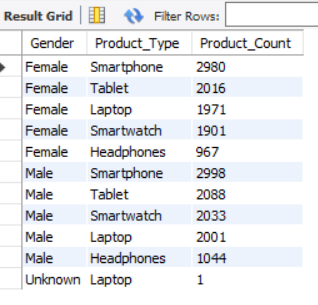 Result Grid Filter Rows:
Gender Product_Type Product_Count
Female Smartphone 2980
Female Tablet 2016
Female Laptop 1971
Female Smartwatch 1901
Female Headphones 967
Male Smartphone 2998
Male Tablet 2088
Male Smartwatch 2033
Male Laptop 2001
Male Headphones 1044
Unknown Laptop 1